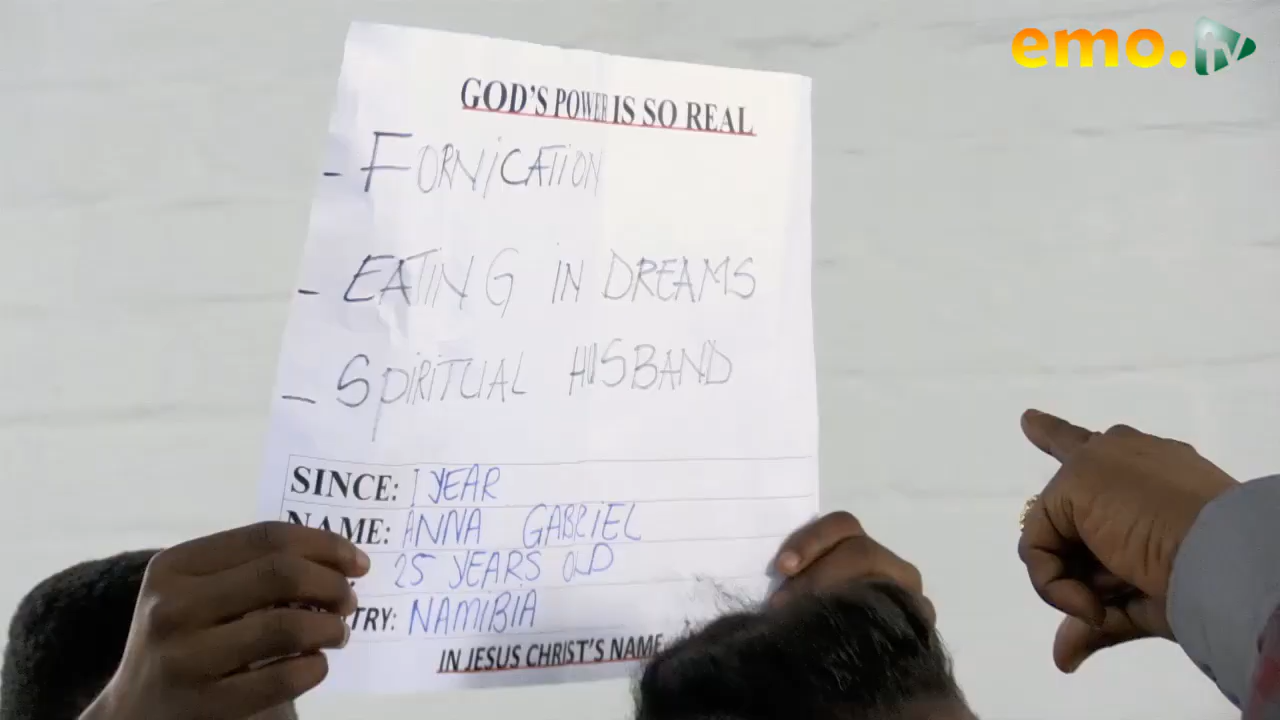 emo.tv
GOD'S POWER IS SO REAL
- FORNICATION
- EATING IN DREAMS
- SPIRITUAL HUSBAND
SINCE: 1 YEAR
NAME: ANNA GABRIEL
25 YEARS OLD
TRY: NAMIBIA
IN JESUS CHRIST'S NAME